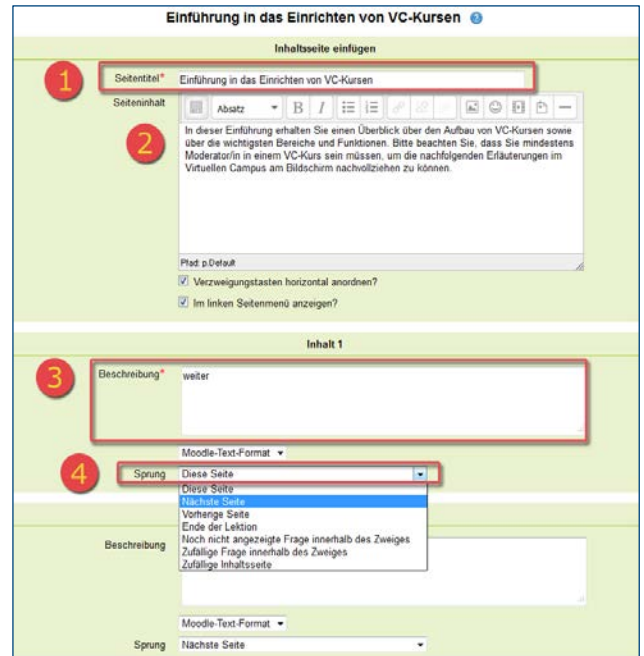 Einführung in das Einrichten von VC-Kursen ?
Inhaltsseite einfügen
1
Seitentitel* Einführung in das Einrichten von VC-Kursen
Seiteninhalt
Absatz B I
2
In dieser Einführung erhalten Sie einen Überblick über den Aufbau von VC-Kursen sowie
über die wichtigsten Bereiche und Funktionen. Bitte beachten Sie, dass Sie mindestens
Moderator/in in einem VC-Kurs sein müssen, um die nachfolgenden Erläuterungen im
Virtuellen Campus am Bildschirm nachvollziehen zu können.
Pfad: p.Default
Verzweigungstasten horizontal anordnen?
Im linken Seitenmenü anzeigen?
Inhalt 1
3
Beschreibung* weiter
Moodle-Text-Format
4
Sprung Diese Seite
Diese Seite
Nächste Seite
Vorherige Seite
Ende der Lektion
Noch nicht angezeigte Frage innerhalb des Zweiges
Zufällige Frage innerhalb des Zweiges
Zufällige Inhaltsseite
Beschreibung
Moodle-Text-Format
Sprung Nächste Seite